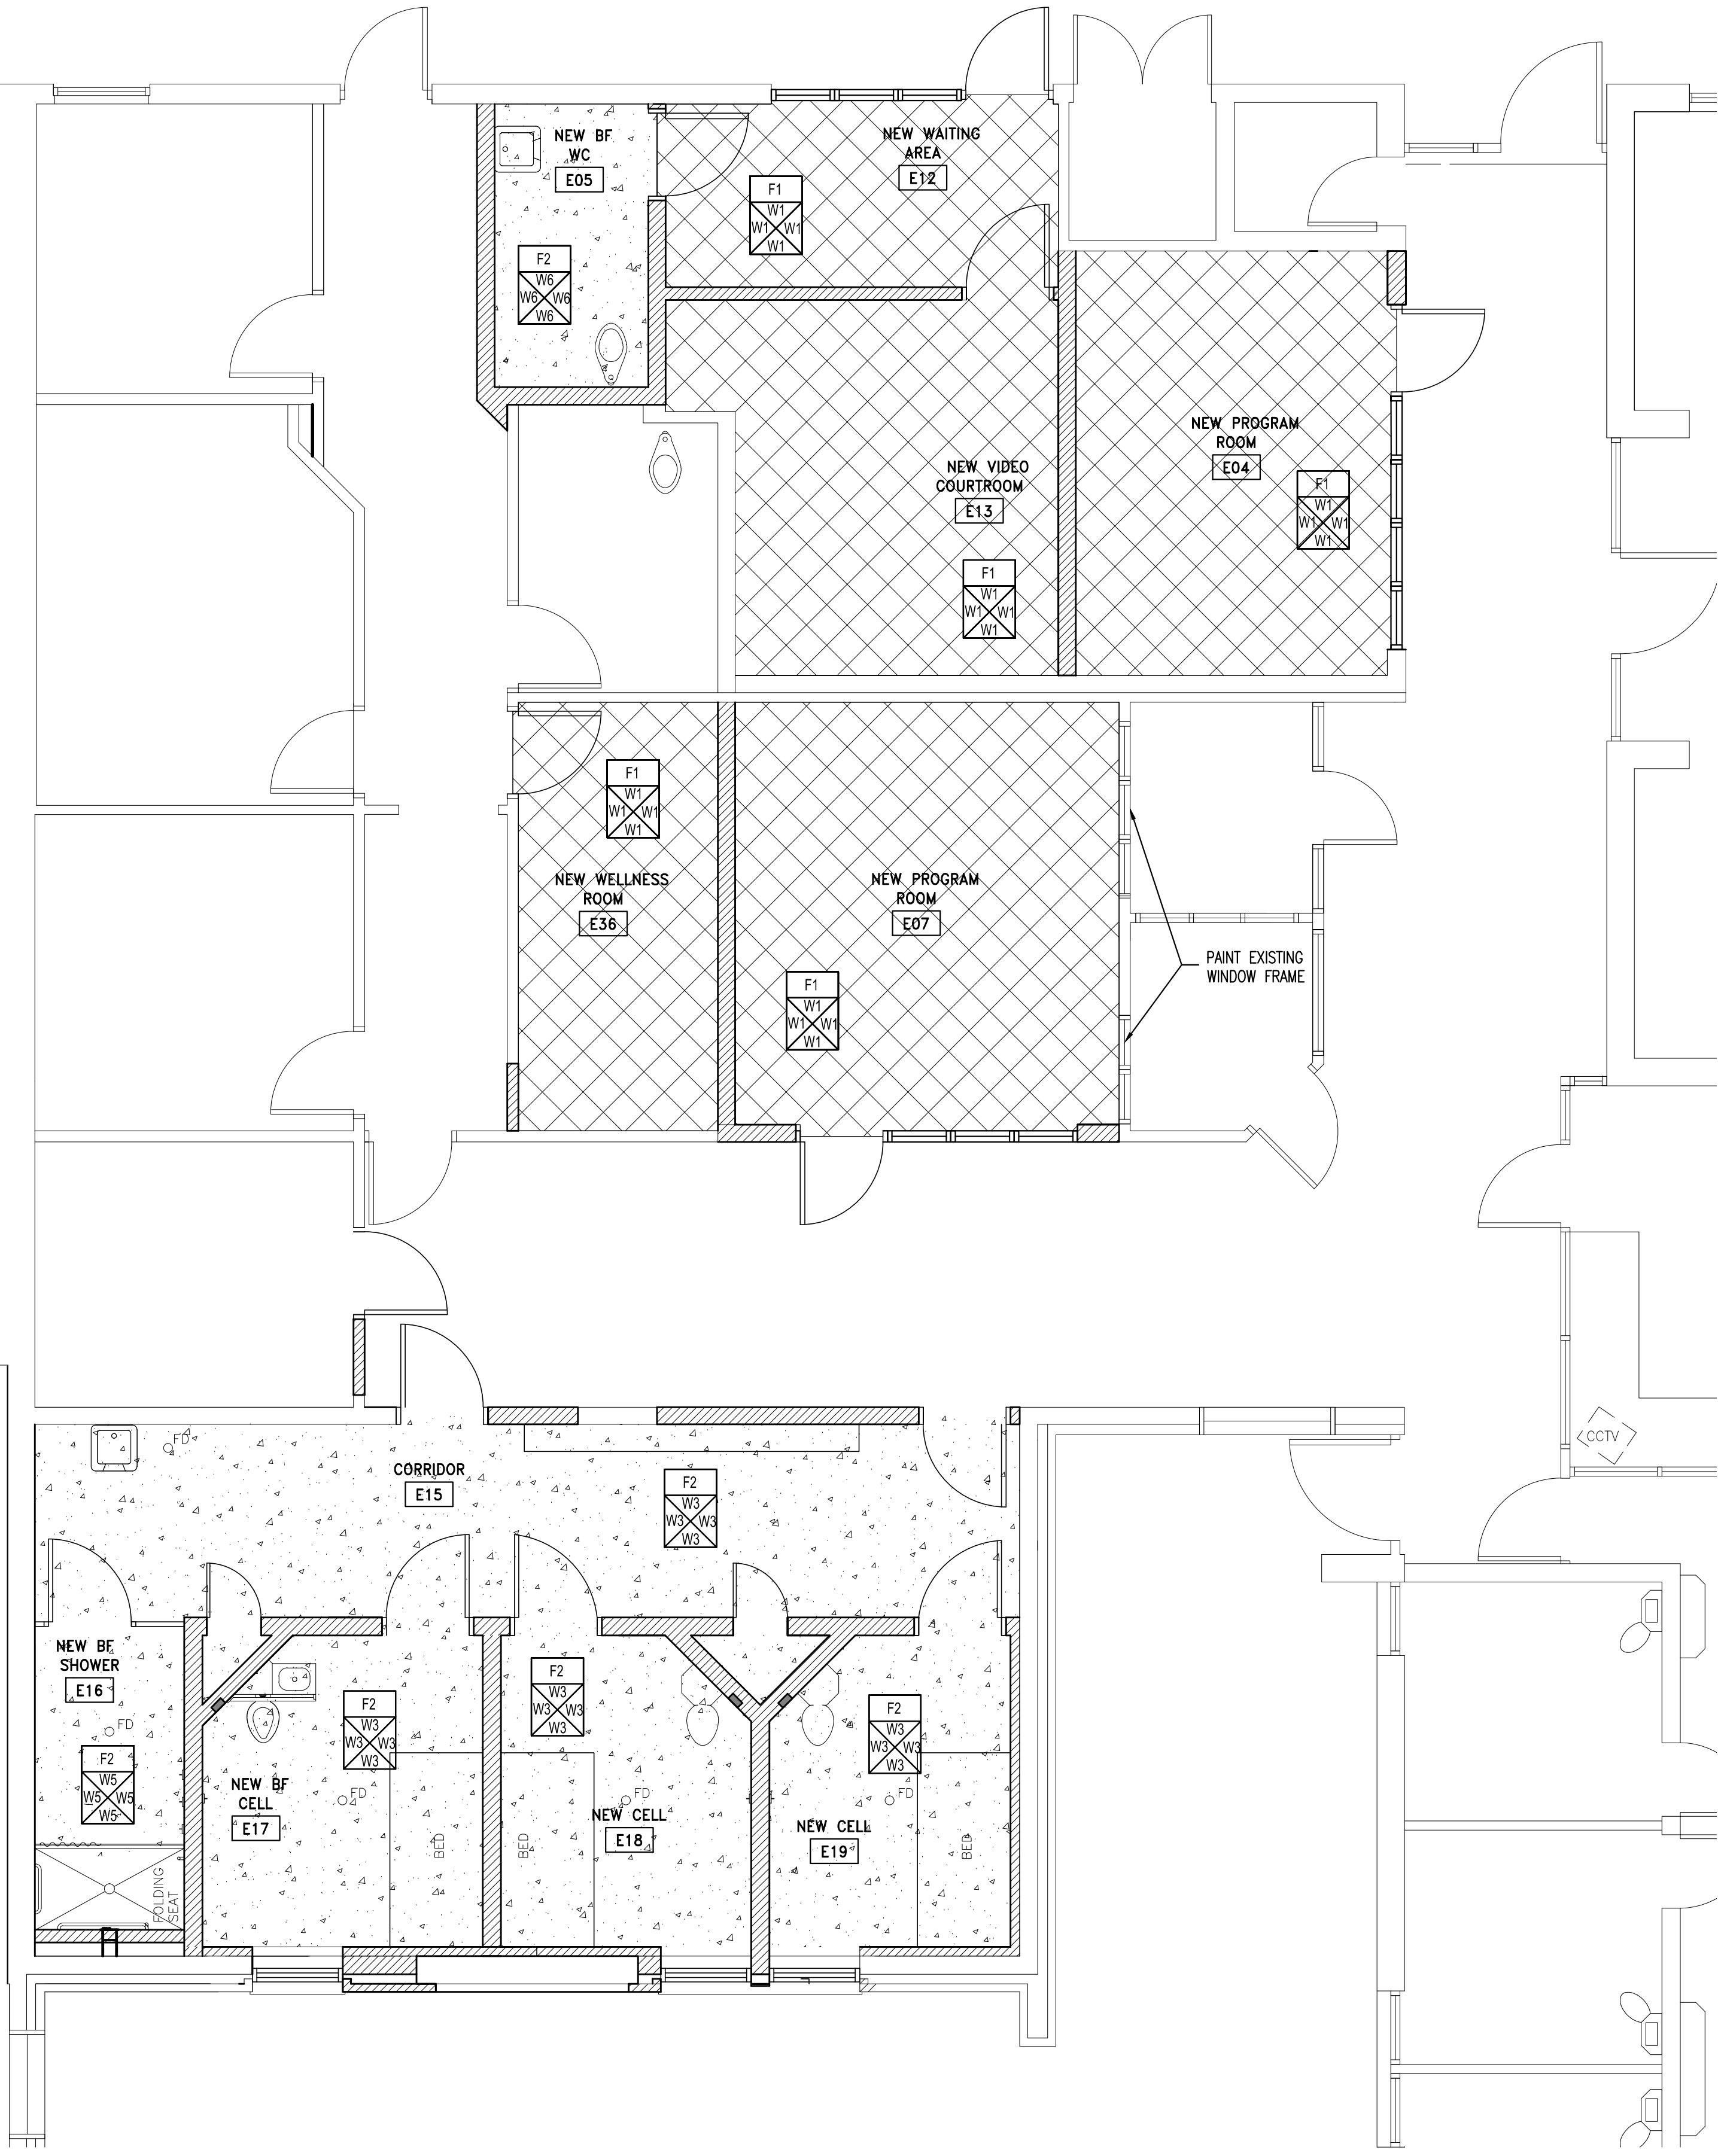 NEW BF
WC
E05
F2
W6
W6 W6
W6
NEW WAITING
AREA
E12
F1
W1
W1 W1
W1
NEW VIDEO
COURTROOM
E13
F1
W1
W1 W1
W1
NEW PROGRAM
ROOM
E04
F1
W1
W1 W1
W1
F1
W1
W1 W1
W1
NEW WELLNESS
ROOM
E36
NEW PROGRAM
ROOM
E07
F1
W1
W1 W1
W1
PAINT EXISTING
WINDOW FRAME
FD
CORRIDOR
E15
F2
W3
W3 W3
W3
CCTV
NEW BF
SHOWER
E16
FD
F2
W5
W5 W5
W5
FOLDING
SEAT
F2
W3
W3 W3
W3
FD
NEW BF
CELL
E17
BED
F2
W3
W3 W3
W3
FD
NEW CELL
E18
BED
F2
W3
W3 W3
W3
FD
NEW CELL
E19
BED